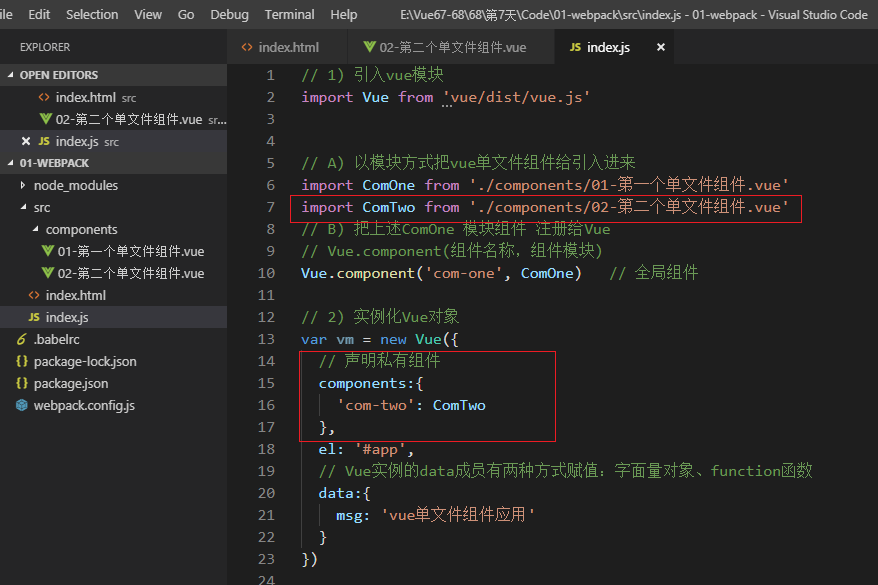 ile Edit Selection View Go Debug Terminal Help E:\Vue67-68\68\第7天\Code\01-webpack\src\index.js - 01-webpack - Visual Studio Code
EXPLORER
OPEN EDITORS
index.html src
02-第二个单文件组件.vue sr...
JS index.js src
01-WEBPACK
node_modules
src
components
01-第一个单文件组件.vue
02-第二个单文件组件.vue
index.html
JS index.js
.babelrc
{} package-lock.json
{} package.json
webpack.config.js
<> index.html 02-第二个单文件组件.vue JS index.js ×
1 // 1) 引入vue模块
2 import Vue from 'vue/dist/vue.js'
3
4
5 // A) 以模块方式把vue单文件组件给引入进来
6 import ComOne from './components/01-第一个单文件组件.vue'
7 import ComTwo from './components/02-第二个单文件组件.vue'
8 // B) 把上述ComOne 模块组件 注册给Vue
9 // Vue.component(组件名称, 组件模块)
10 Vue.component('com-one', ComOne) // 全局组件
11
12 // 2) 实例化Vue对象
13 var vm = new Vue({
14 // 声明私有组件
15 components:{
16 'com-two': ComTwo
17 },
18 el: '#app',
19 // Vue实例的data成员有两种方式赋值: 字面量对象、function函数
20 data:{
21 msg: 'vue单文件组件应用'
22 }
23 })
24